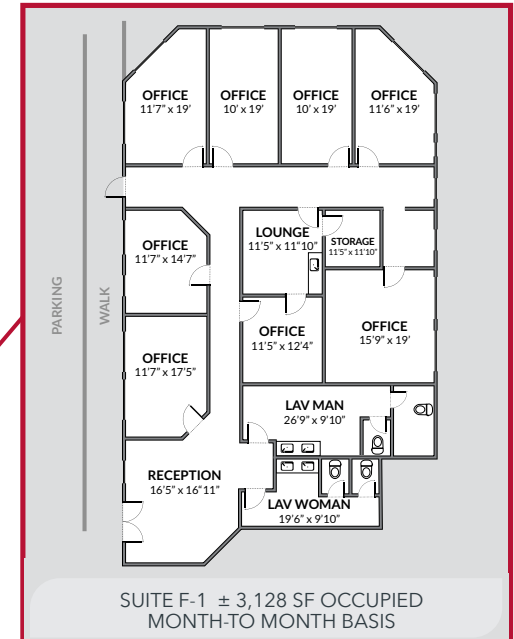 OFFICE
11'7" x 19'
OFFICE
10' x 19'
OFFICE
10' x 19'
OFFICE
11'6" x 19'
PARKING
WALK
OFFICE
11'7" x 14'7"
LOUNGE
11'5" x 11"10"
STORAGE
11'5" x 11'10"
OFFICE
11'7" x 17'5"
OFFICE
11'5" x 12'4"
OFFICE
15'9" x 19'
LAV MAN
26'9" x 9'10"
RECEPTION
16'5" x 16"11"
LAV WOMAN
19'6" x 9'10"
SUITE F-1 ± 3,128 SF OCCUPIED
MONTH-TO MONTH BASIS